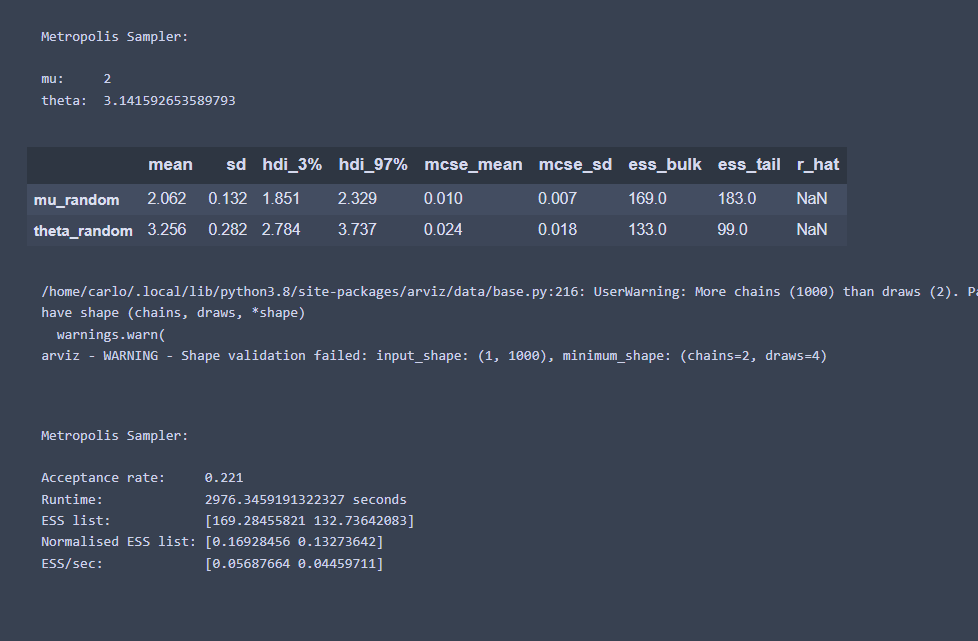 Metropolis Sampler:
mu: 2
theta: 3.141592653589793
mean sd hdi_3% hdi_97% mcse_mean mcse_sd ess_bulk ess_tail r_hat
mu_random 2.062 0.132 1.851 2.329 0.010 0.007 169.0 183.0 NaN
theta_random 3.256 0.282 2.784 3.737 0.024 0.018 133.0 99.0 NaN
/home/carlo/.local/lib/python3.8/site-packages/arviz/data/base.py:216: UserWarning: More chains (1000) than draws (2). Pa
have shape (chains, draws, *shape)
warnings.warn(
arviz - WARNING - Shape validation failed: input_shape: (1, 1000), minimum_shape: (chains=2, draws=4)
Metropolis Sampler:
Acceptance rate: 0.221
Runtime: 2976.3459191322327 seconds
ESS list: [169.28455821 132.73642083]
Normalised ESS list: [0.16928456 0.13273642]
ESS/sec: [0.05687664 0.04459711]